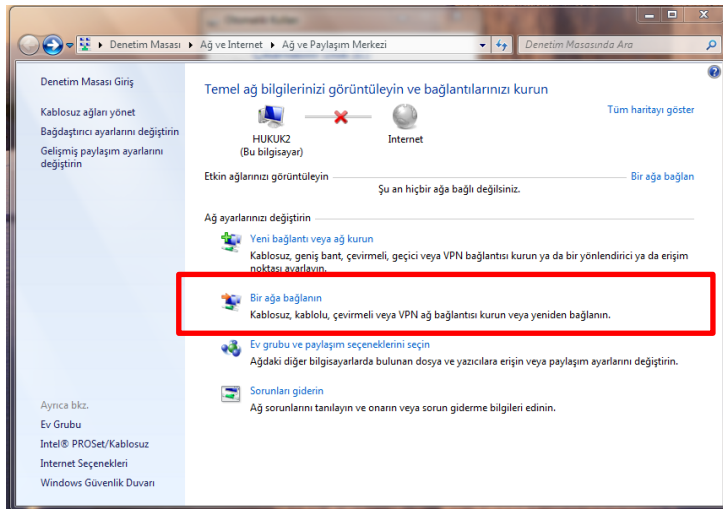 Denetim Masası ▸ Ağ ve Internet ▸ Ağ ve Paylaşım Merkezi
Denetim Masasında Ara
Denetim Masası Giriş
Kablosuz ağları yönet
Bağdaştırıcı ayarlarını değiştirin
Gelişmiş paylaşım ayarlarını
değiştirin
Temel ağ bilgilerinizi görüntüleyin ve bağlantılarınızı kurun
Tüm haritayı göster
HUKUK2
(Bu bilgisayar)
Internet
Etkin ağlarınızı görüntüleyin
Bir ağa bağlan
Şu an hiçbir ağa bağlı değilsiniz.
Ağ ayarlarınızı değiştirin
Yeni bağlantı veya ağ kurun
Kablosuz, geniş bant, çevirmeli, geçici veya VPN bağlantısı kurun ya da bir yönlendirici ya da erişim
noktası ayarlayın.
Bir ağa bağlanın
Kablosuz, kablolu, çevirmeli veya VPN ağ bağlantısı kurun veya yeniden bağlanın.
Ev grubu ve paylaşım seçeneklerini seçin
Ağdaki diğer bilgisayarlarda bulunan dosya ve yazıcılara erişin veya paylaşım ayarlarını değiştirin.
Sorunları giderin
Ağ sorunlarını tanılayın ve onarın veya sorun giderme bilgileri edinin.
Ayrıca bkz.
Ev Grubu
Intel® PROSet/Kablosuz
Internet Seçenekleri
Windows Güvenlik Duvarı